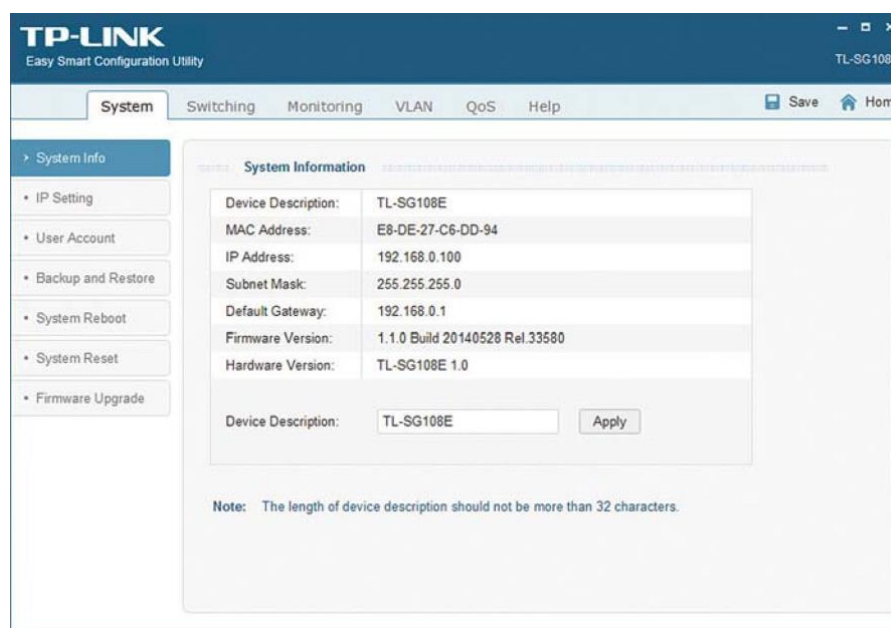 TP-LINK
Easy Smart Configuration Utility
TL-SG108
System Switching Monitoring VLAN QoS Help Save Hom
System Info
IP Setting
User Account
Backup and Restore
System Reboot
System Reset
Firmware Upgrade
System Information
Device Description: TL-SG108E
MAC Address: E8-DE-27-C6-DD-94
IP Address: 192.168.0.100
Subnet Mask: 255.255.255.0
Default Gateway: 192.168.0.1
Firmware Version: 1.1.0 Build 20140528 Rel.33580
Hardware Version: TL-SG108E 1.0
Device Description: TL-SG108E Apply
Note: The length of device description should not be more than 32 characters.